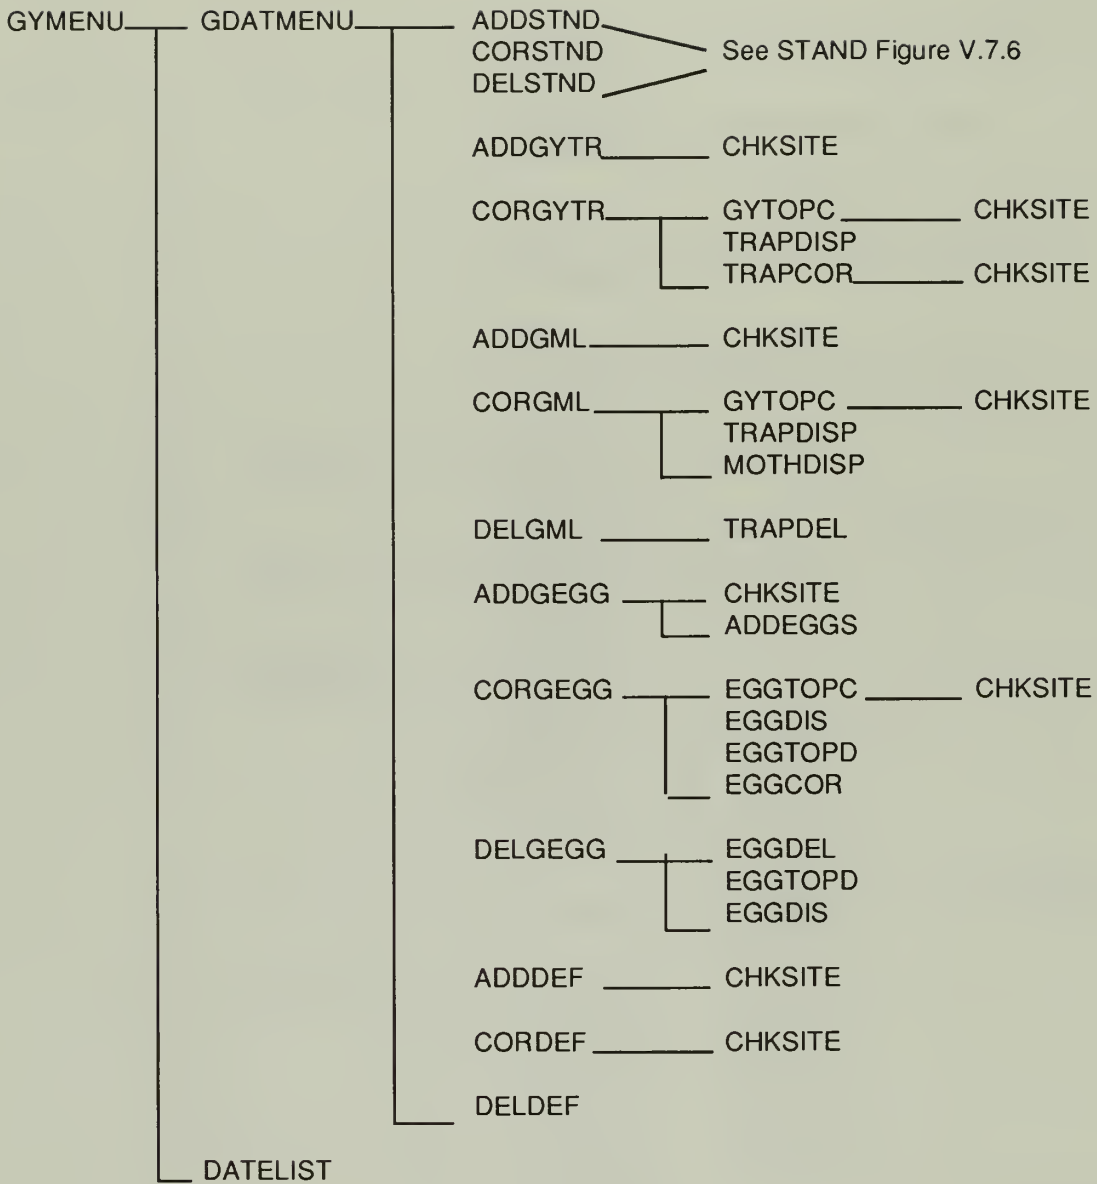 GYMENU GDATMENU ADDSTND
CORSTND See STAND Figure V.7.6
DELSTND
ADDGYTR CHKSITE
CORGYTR GYTOPC CHKSITE
TRAPDISP
TRAPCOR CHKSITE
ADDGML CHKSITE
CORGML GYTOPC CHKSITE
TRAPDISP
MOTHDISP
DELGML TRAPDEL
ADDGEGG CHKSITE
ADDEGGS
CORGEGG EGGTOPC CHKSITE
EGGDIS
EGGTOPD
EGGCOR
DELGEGG EGGDEL
EGGTOPD
EGGDIS
ADDDEF CHKSITE
CORDEF CHKSITE
DELDEF
DATELIST